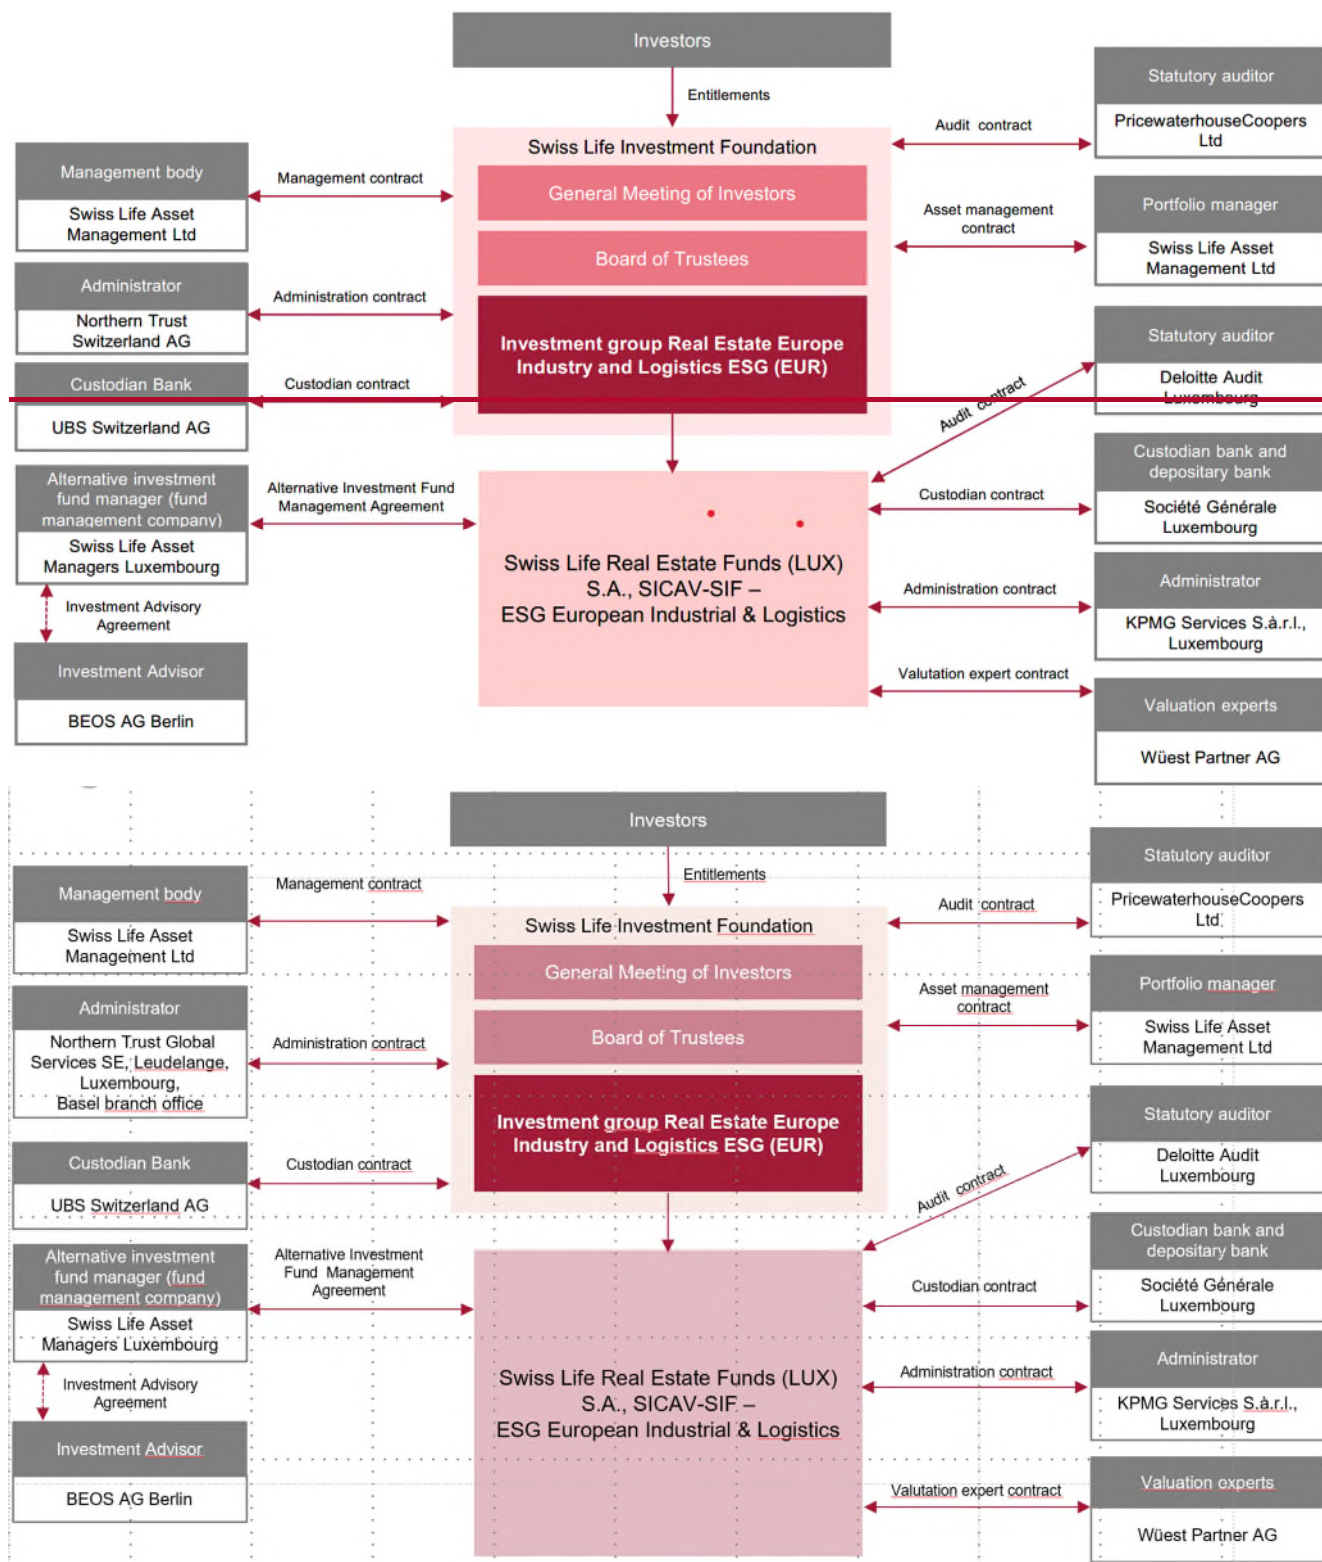 Investors
Entitlements
Swiss Life Investment Foundation
General Meeting of Investors
Board of Trustees
Investment group Real Estate Europe
Industry and Logistics ESG (EUR)
Management body
Swiss Life Asset
Management Ltd
Management contract
Administrator
Northern Trust
Switzerland AG
Administration contract
Custodian Bank
UBS Switzerland AG
Custodian contract
Alternative investment
fund manager (fund
management company)
Swiss Life Asset
Managers Luxembourg
Alternative Investment Fund
Management Agreement
Investment Advisory
Agreement
Investment Advisor
BEOS AG Berlin
Swiss Life Real Estate Funds (LUX)
S.A., SICAV-SIF –
ESG European Industrial & Logistics
Audit contract
Statutory auditor
PricewaterhouseCoopers
Ltd
Asset management
contract
Portfolio manager
Swiss Life Asset
Management Ltd
Audit contract
Statutory auditor
Deloitte Audit
Luxembourg
Custodian contract
Custodian bank and
depositary bank
Société Générale
Luxembourg
Administration contract
Administrator
KPMG Services S.à.r.l.,
Luxembourg
Valutation expert contract
Valuation experts
Wüest Partner AG
Investors
Entitlements
Swiss Life Investment Foundation
General Meeting of Investors
Board of Trustees
Investment group Real Estate Europe
Industry and Logistics ESG (EUR)
Management body
Swiss Life Asset
Management Ltd
Management contract
Administrator
Northern Trust Global
Services SE, Leudelange,
Luxembourg,
Basel branch office
Administration contract
Custodian Bank
UBS Switzerland AG
Custodian contract
Alternative investment
fund manager (fund
management company)
Swiss Life Asset
Managers Luxembourg
Alternative Investment
Fund Management
Agreement
Investment Advisory
Agreement
Investment Advisor
BEOS AG Berlin
Swiss Life Real Estate Funds (LUX)
S.A., SICAV-SIF –
ESG European Industrial & Logistics
Audit contract
Statutory auditor
PricewaterhouseCoopers
Ltd
Asset management
contract
Portfolio manager
Swiss Life Asset
Management Ltd
Audit contract
Statutory auditor
Deloitte Audit
Luxembourg
Custodian contract
Custodian bank and
depositary bank
Société Générale
Luxembourg
Administration contract
Administrator
KPMG Services S.à.r.l.,
Luxembourg
Valutation expert contract
Valuation experts
Wüest Partner AG